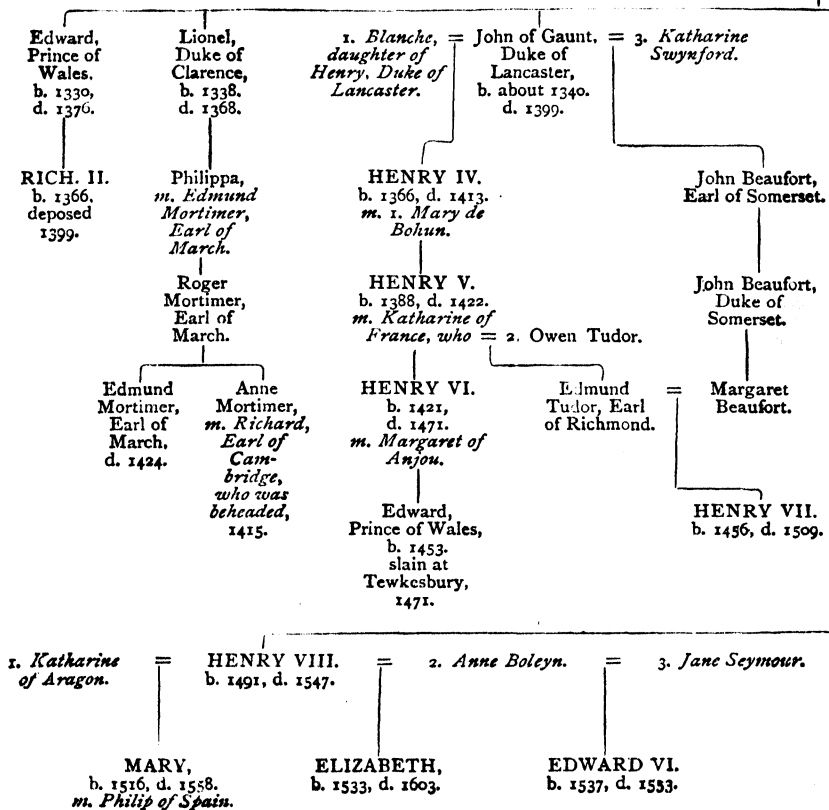 Edward,
Prince of
Wales.
b. 1330,
d. 1376.
Lionel,
Duke of
Clarence,
b. 1338.
d. 1368.
1. Blanche,
daughter of
Henry, Duke of
Lancaster.
=
John of Gaunt,
Duke of
Lancaster,
b. about 1340.
d. 1399.
=
3. Katharine
Swynford.
RICH. II.
b. 1366,
deposed
1399.
Philippa,
m. Edmund
Mortimer,
Earl of
March.
HENRY IV.
b. 1366, d. 1413.
m. 1. Mary de
Bohun.
John Beaufort,
Earl of Somerset.
Roger
Mortimer,
Earl of
March.
HENRY V.
b. 1388, d. 1422.
m. Katharine of
France, who = 2. Owen Tudor.
John Beaufort,
Duke of
Somerset.
Edmund
Mortimer,
Earl of
March,
d. 1424.
Anne
Mortimer,
m. Richard,
Earl of
Cam-
bridge,
who was
beheaded,
1415.
HENRY VI.
b. 1421,
d. 1471.
m. Margaret of
Anjou.
Edmund
Tudor, Earl
of Richmond.
=
Margaret
Beaufort.
Edward,
Prince of Wales,
b. 1453.
slain at
Tewkesbury,
1471.
HENRY VII.
b. 1456, d. 1509.
1. Katharine
of Aragon.
=
HENRY VIII.
b. 1491, d. 1547.
=
2. Anne Boleyn.
=
3. Jane Seymour.
MARY,
b. 1516, d. 1558.
m. Philip of Spain.
ELIZABETH,
b. 1533, d. 1603.
EDWARD VI.
b. 1537, d. 1553.